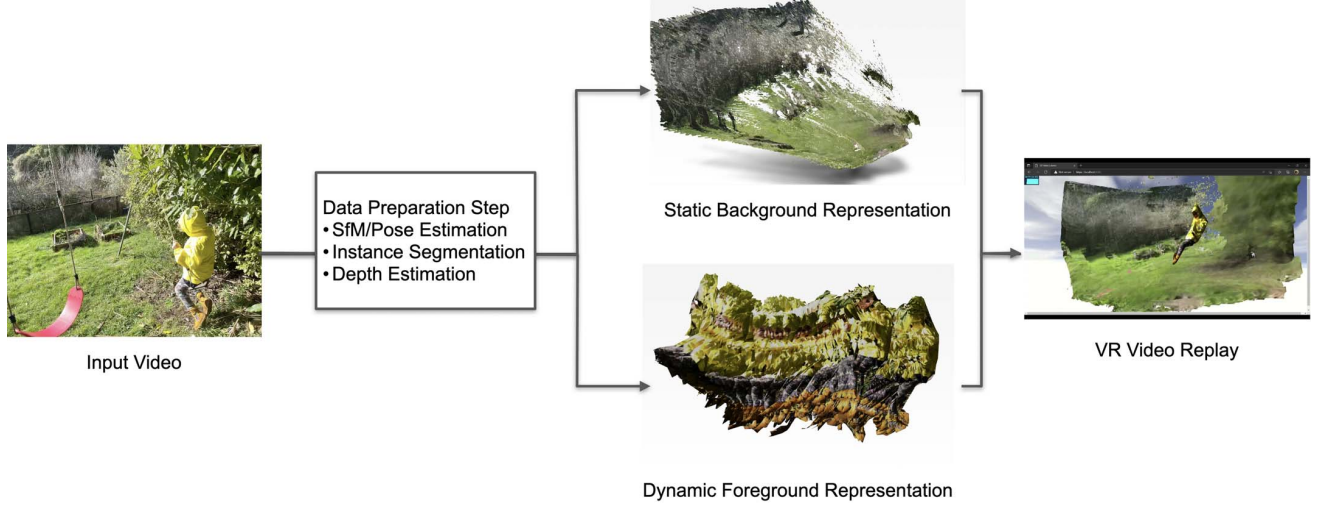 Input Video
Data Preparation Step
• SfM/Pose Estimation
• Instance Segmentation
• Depth Estimation
Static Background Representation
Dynamic Foreground Representation
VR Video Replay